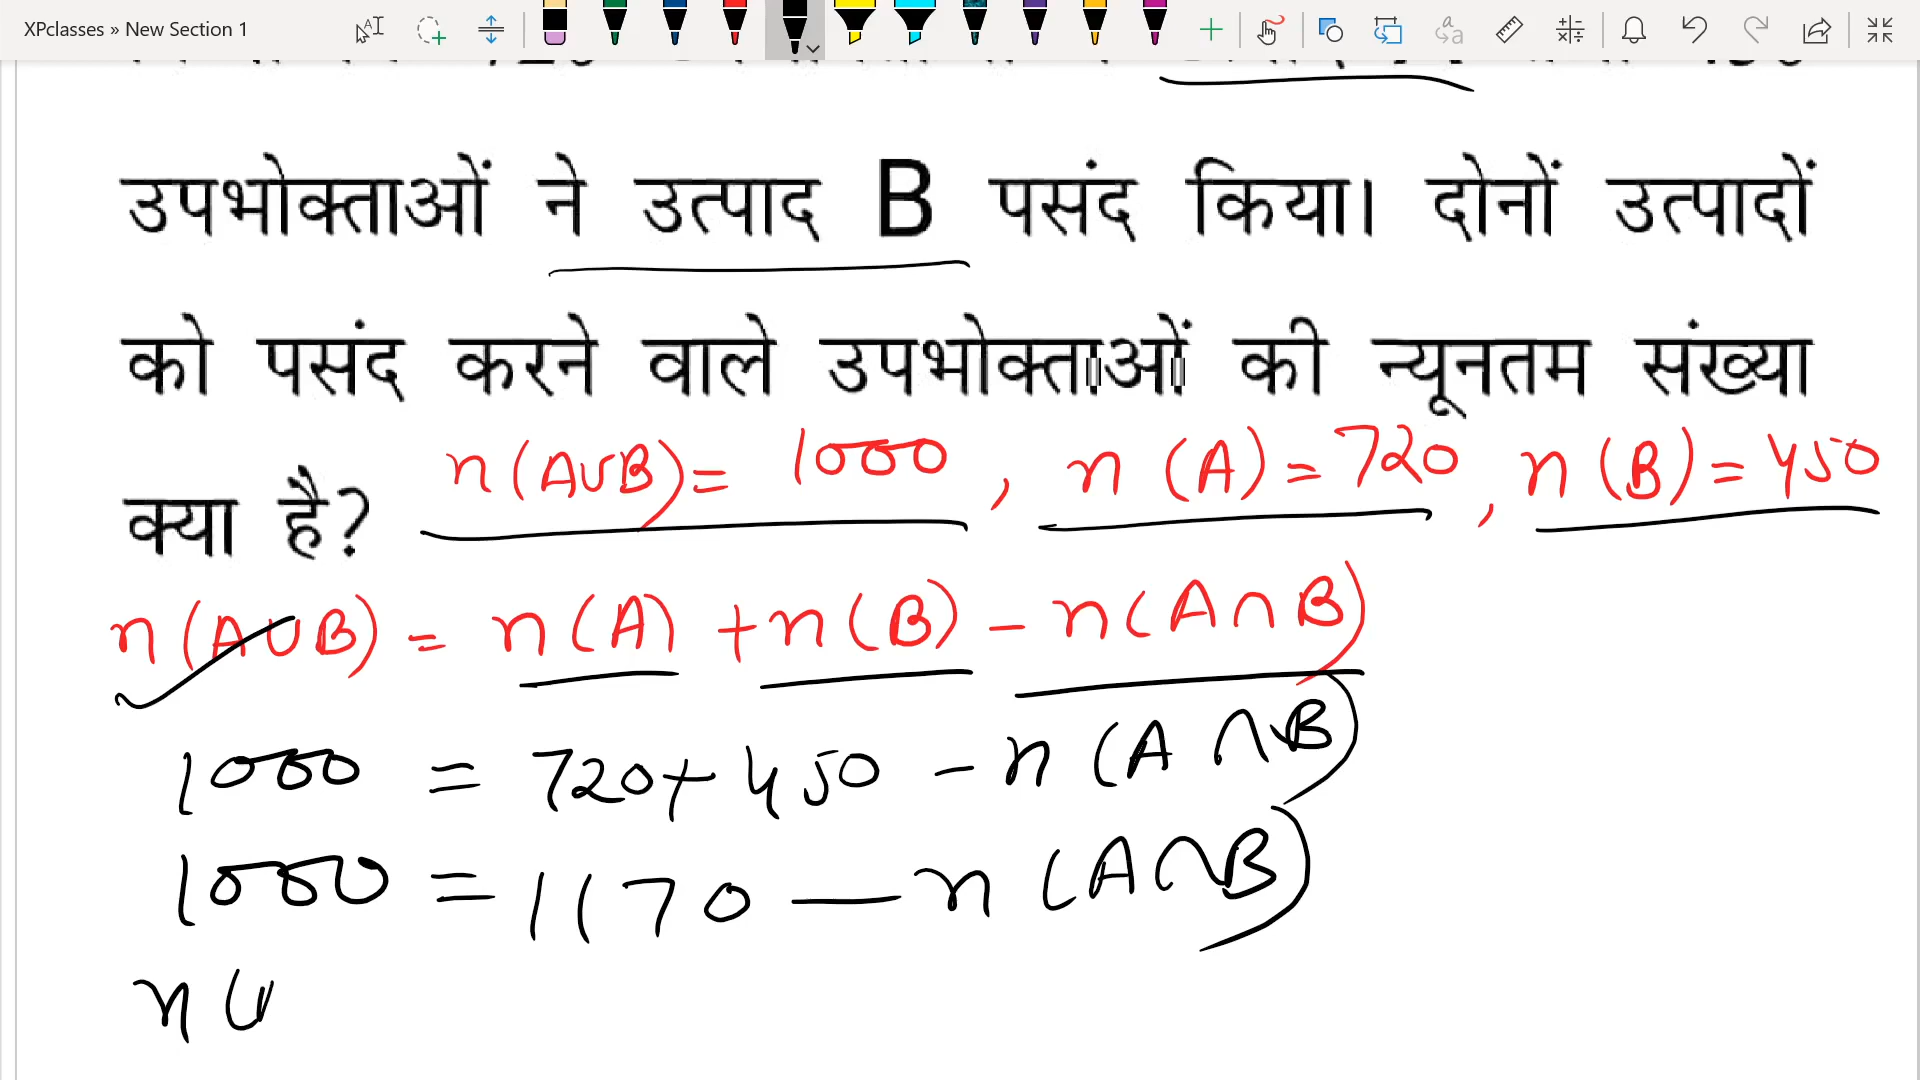 XPclasses » New Section 1
उपभोक्ताओं ने उत्पाद B पसंद किया। दोनों उत्पादों
को पसंद करने वाले उपभोक्ताओं की न्यूनतम संख्या
क्या है? n(A∪B)= 1000, n(A)=720, n(B)=450
n(A∪B) = n(A) + n(B) - n(A∩B)
1000 = 720+450 - n(A∩B)
1000 = 1170 - n(A∩B)
n(